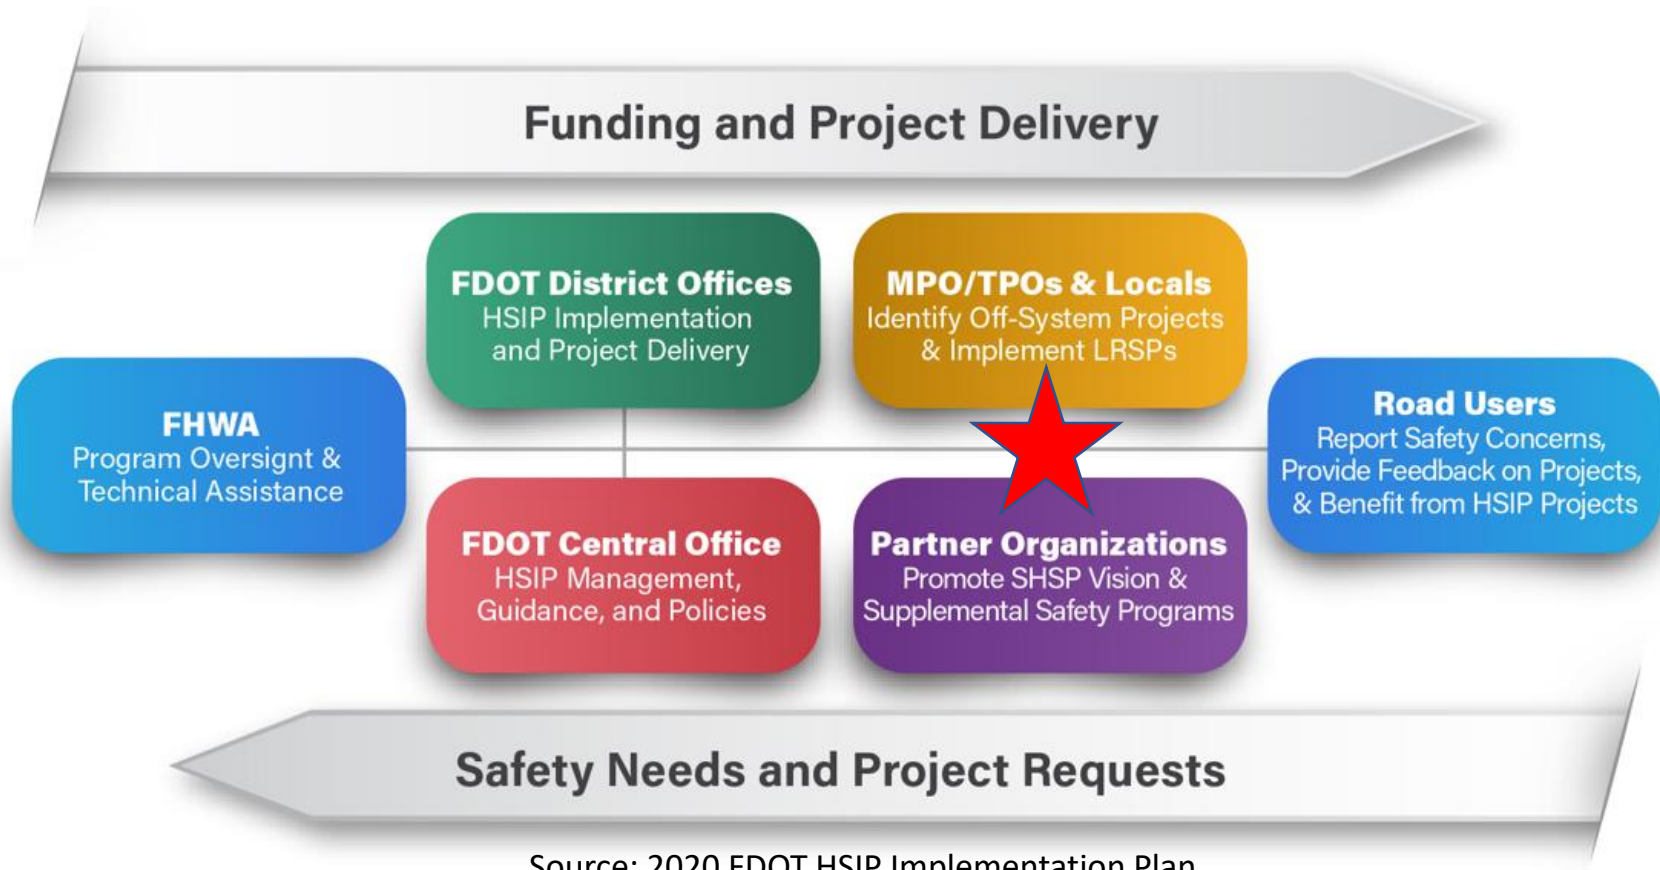 Funding and Project Delivery
FDOT District Offices
HSIP Implementation
and Project Delivery
MPO/TPOs & Locals
Identify Off-System Projects
& Implement LRSPs
FHWA
Program Oversignt &
Technical Assistance
Road Users
Report Safety Concerns,
Provide Feedback on Projects,
& Benefit from HSIP Projects
FDOT Central Office
HSIP Management,
Guidance, and Policies
Partner Organizations
Promote SHSP Vision &
Supplemental Safety Programs
Safety Needs and Project Requests
Source: 2020 FDOT HSIP Implementation Plan